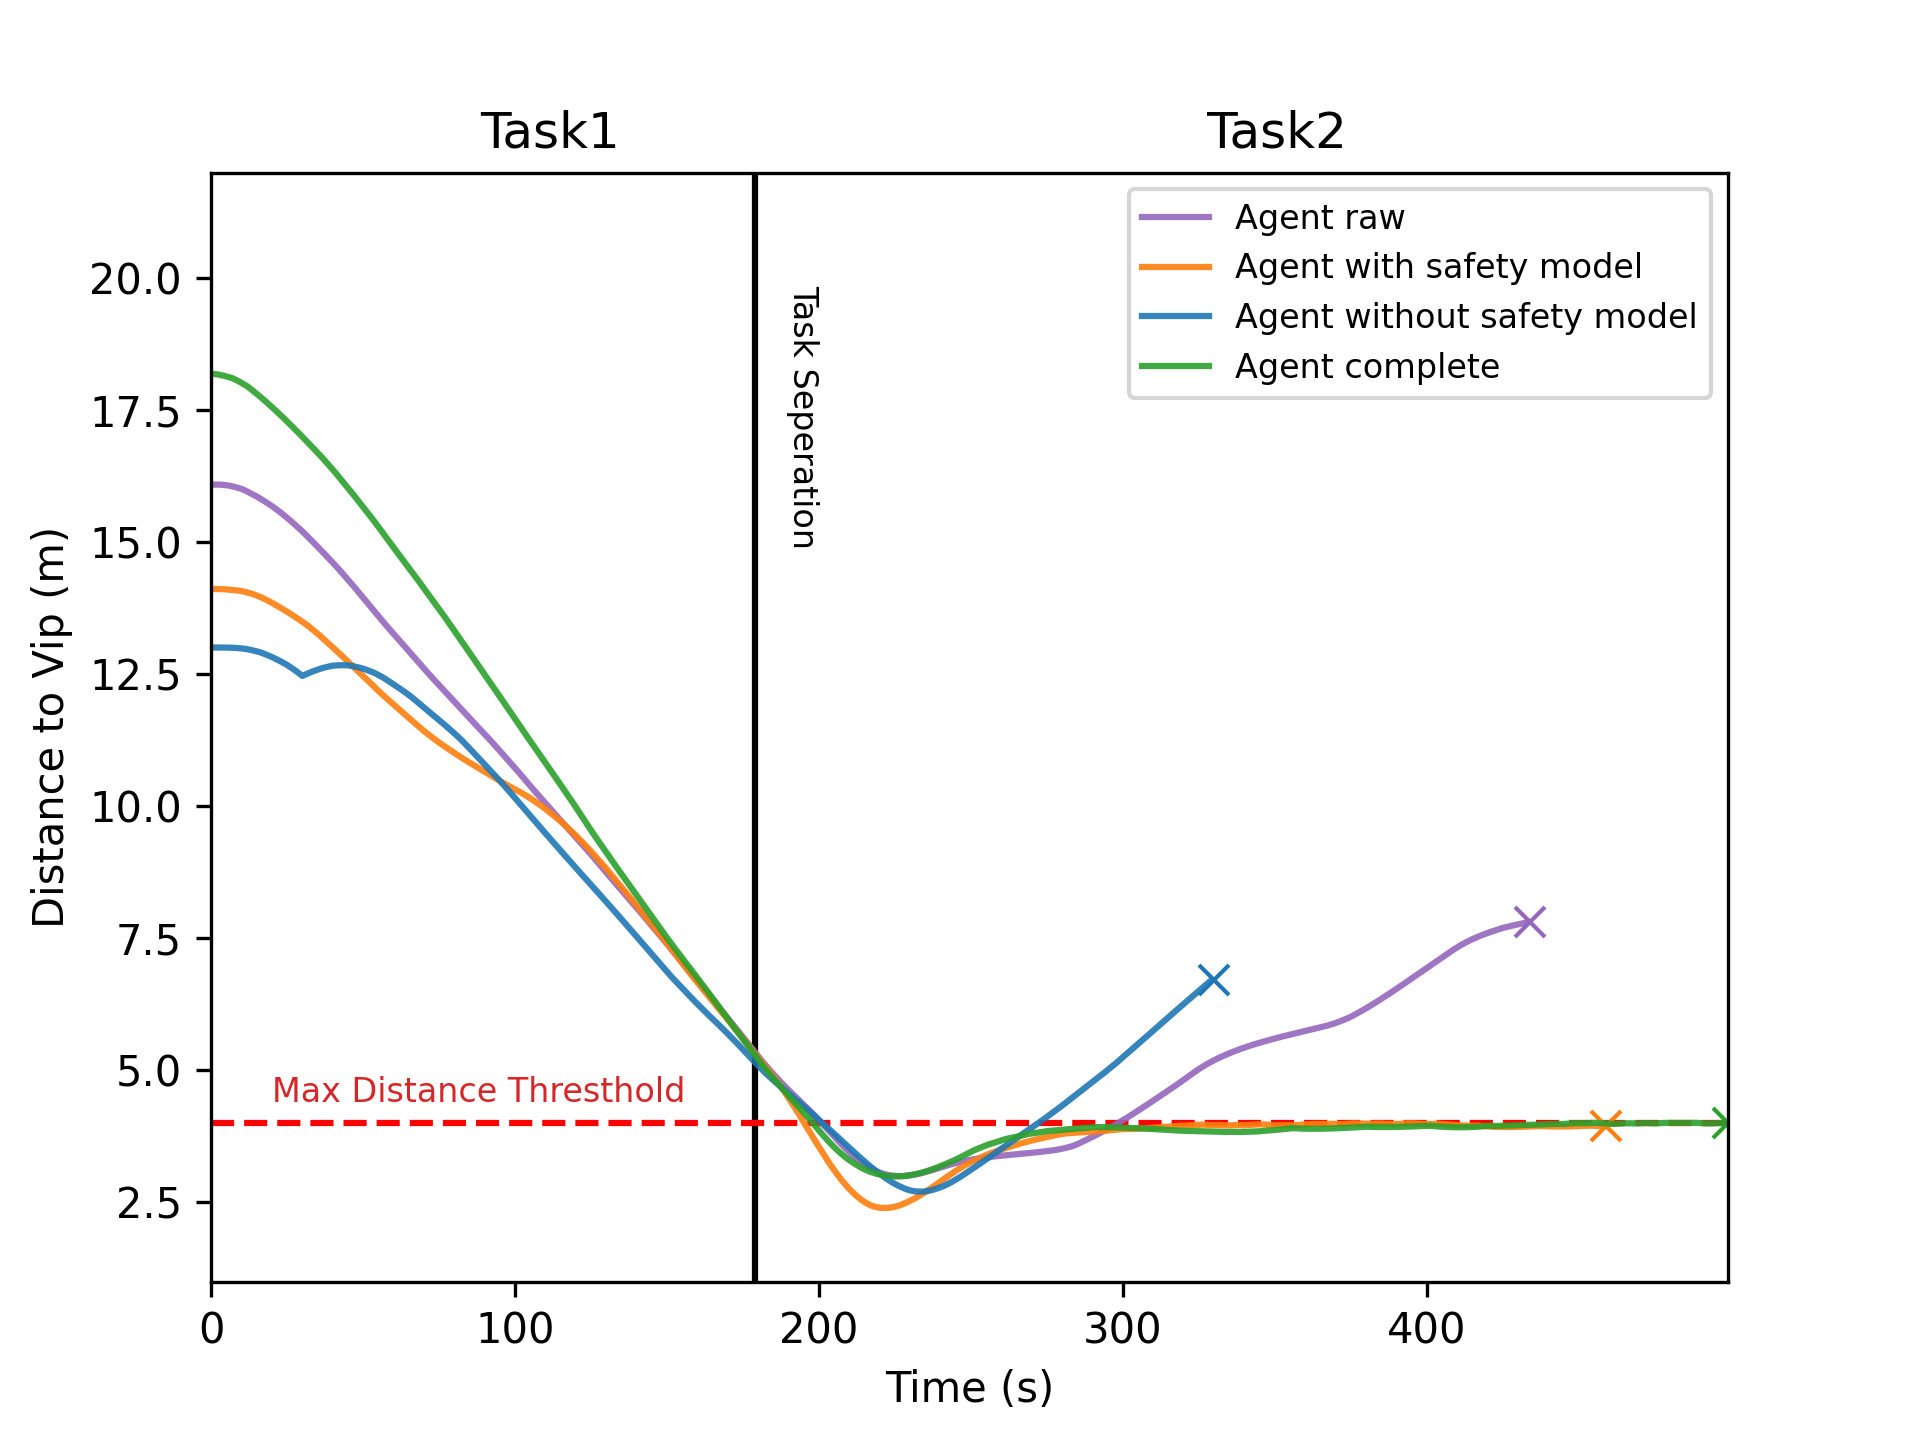 Task1
Task2
Agent raw
Agent with safety model
Agent without safety model
Agent complete
Task Seperation
Max Distance Thresthold
Distance to Vip (m)
20.0
17.5
15.0
12.5
10.0
7.5
5.0
2.5
0
100
200
300
400
Time (s)